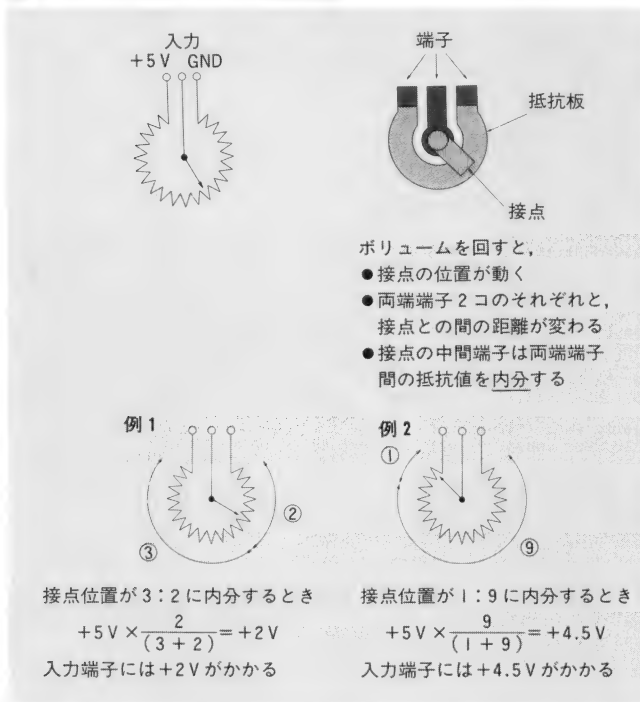 入力
+5V GND
端子
抵抗板
接点
ボリュームを回すと,
●接点の位置が動く
●両端端子2コのそれぞれと,
接点との間の距離が変わる
●接点の中間端子は両端端子
間の抵抗値を内分する
例1
②
③
接点位置が3:2に内分するとき
+5V×2/(3+2)=+2V
入力端子には+2Vがかかる
例2
①
⑨
接点位置が1:9に内分するとき
+5V×9/(1+9)=+4.5V
入力端子には+4.5Vがかかる